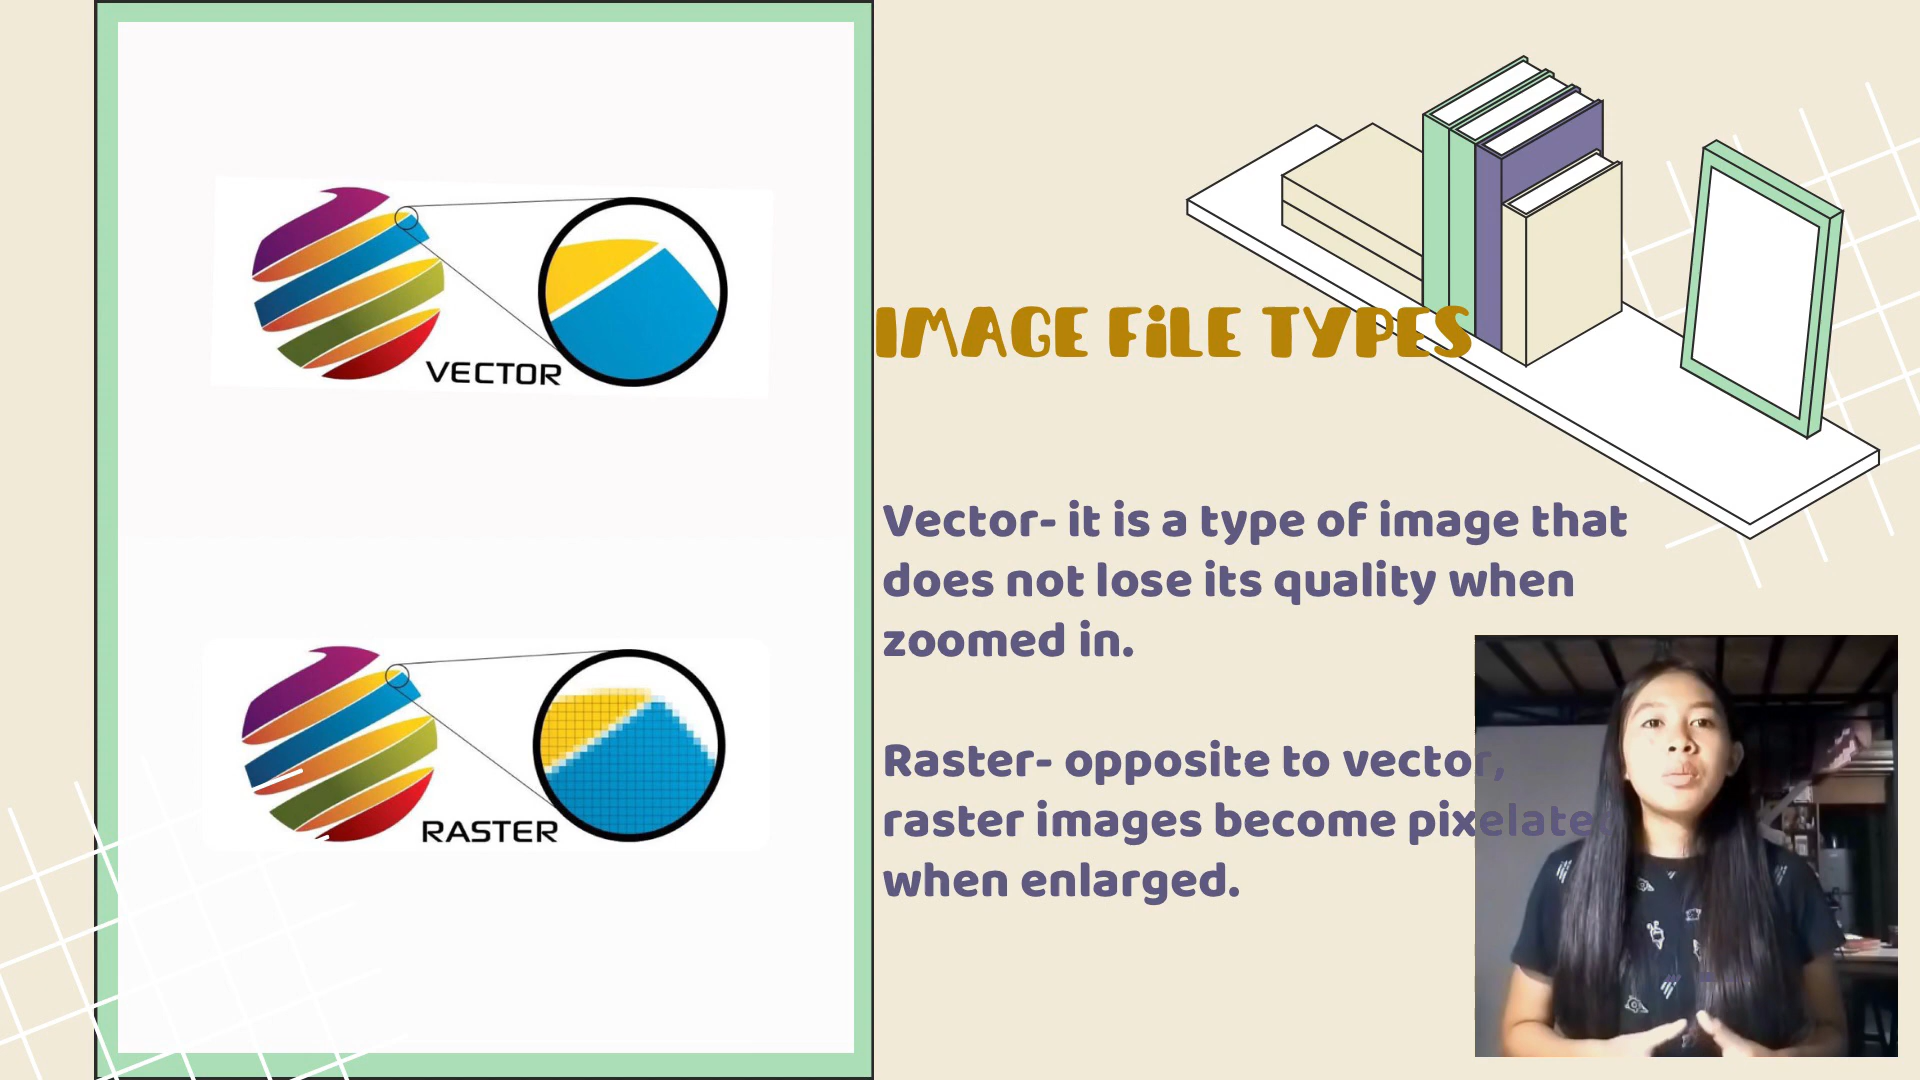 VECTOR
RASTER
IMAGE FiLE TYPES
Vector- it is a type of image that
does not lose its quality when
zoomed in.
Raster- opposite to vector,
raster images become pixelated
when enlarged.